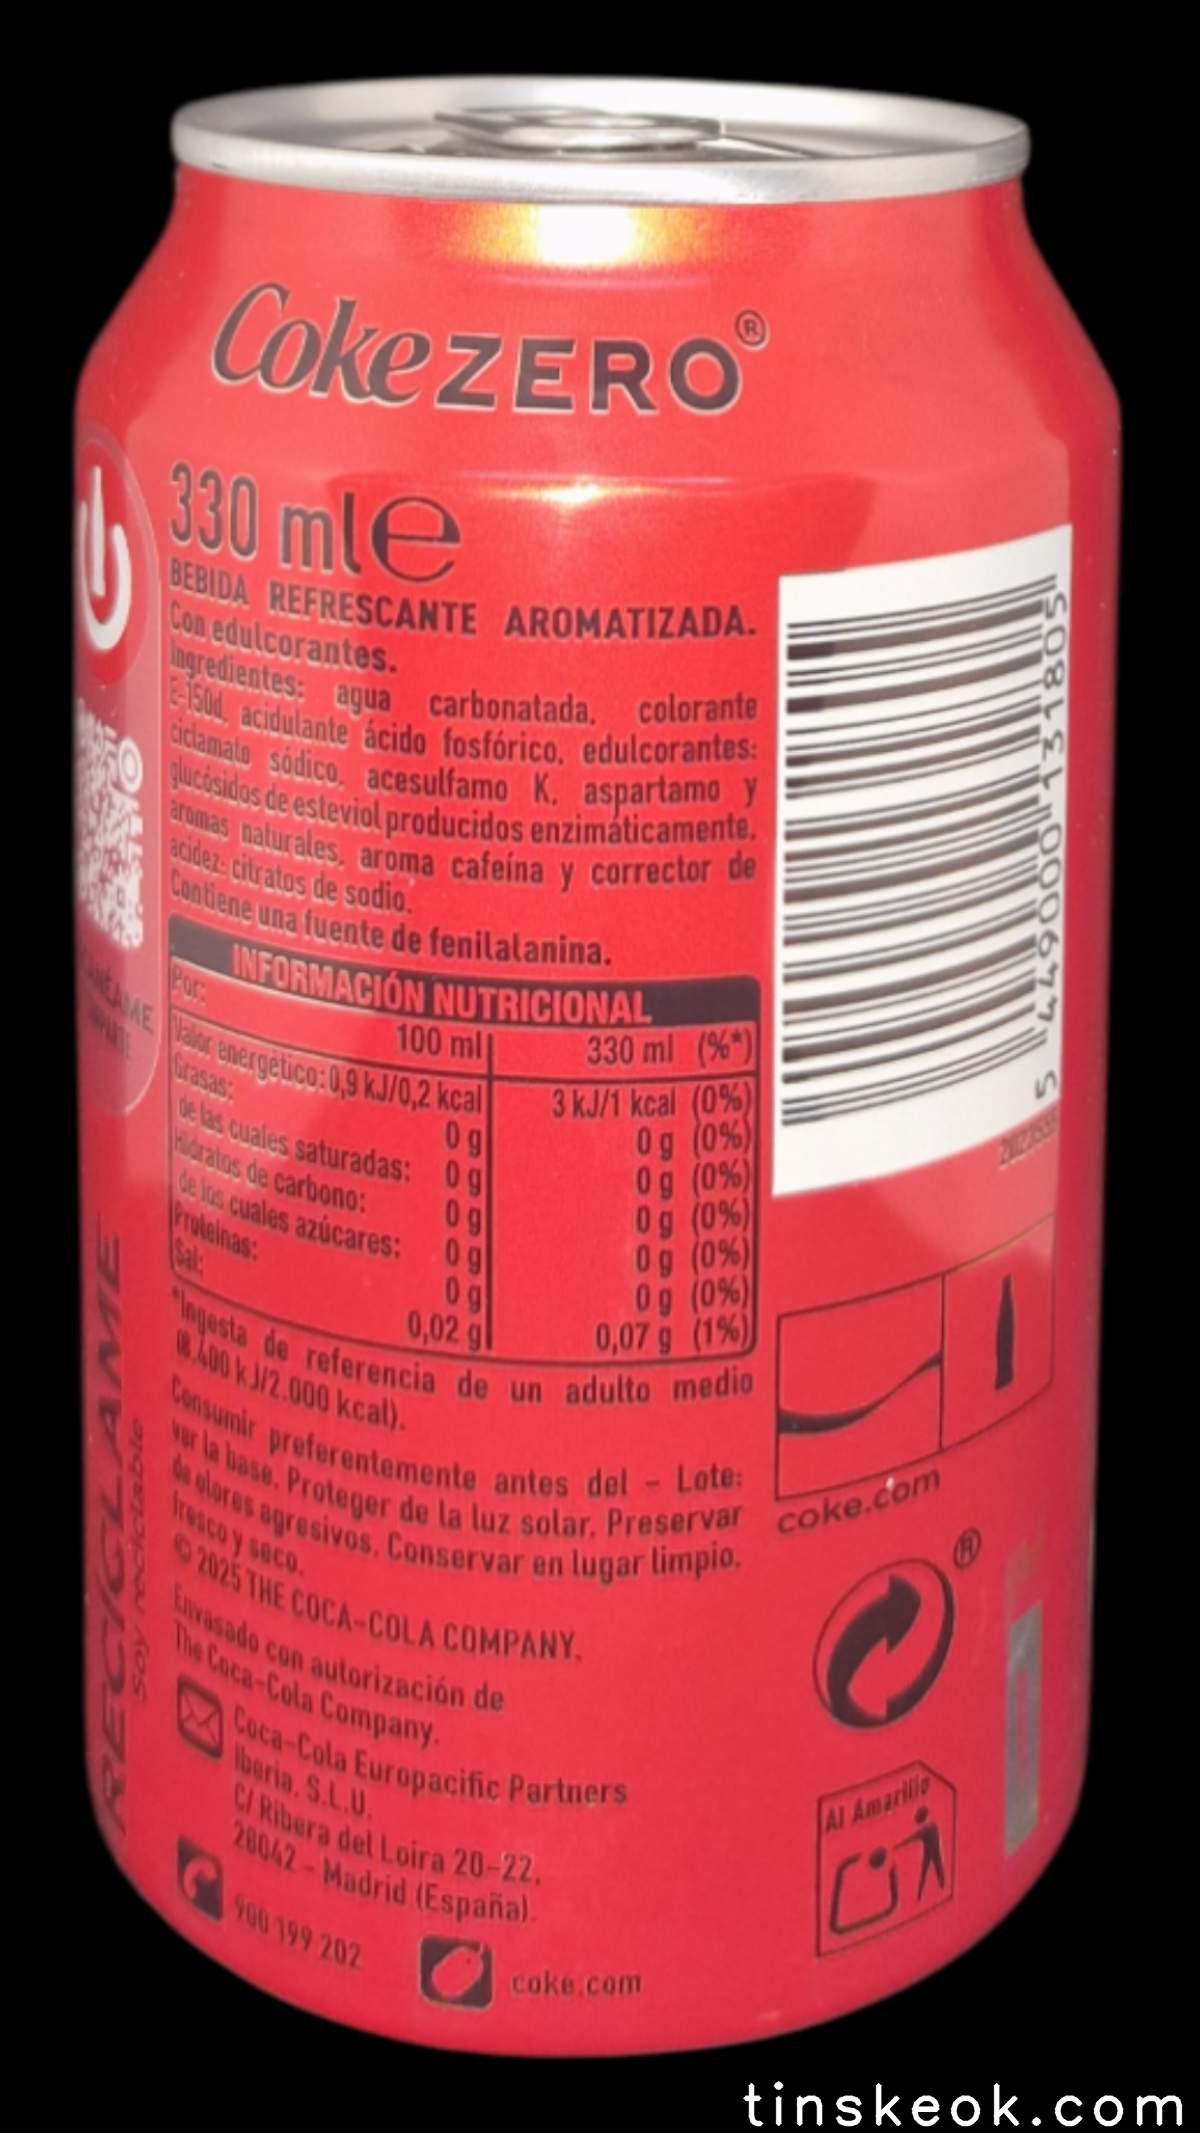 Coke ZERO®
330 ml e
BEBIDA REFRESCANTE AROMATIZADA.
Con edulcorantes.
Ingredientes: agua carbonatada, colorante
E-150d, acidulante ácido fosfórico, edulcorantes:
ciclamato sódico, acesulfamo K, aspartamo y
glucósidos de esteviol producidos enzimáticamente,
aromas naturales, aroma cafeína y corrector de
acidez: citratos de sodio.
Contiene una fuente de fenilalanina.
INFORMACIÓN NUTRICIONAL
Por: 100 ml 330 ml (%*)
Valor energético: 0,9 kJ/0,2 kcal 3 kJ/1 kcal (0%)
Grasas: 0 g 0 g (0%)
de las cuales saturadas: 0 g 0 g (0%)
Hidratos de carbono: 0 g 0 g (0%)
de los cuales azúcares: 0 g 0 g (0%)
Proteínas: 0 g 0 g (0%)
Sal: 0,02 g 0,07 g (1%)
*Ingesta de referencia de un adulto medio
(8.400 kJ/2.000 kcal).
Consumir preferentemente antes del - Lote:
ver la base. Proteger de la luz solar. Preservar
de olores agresivos. Conservar en lugar limpio,
fresco y seco.
© 2025 THE COCA-COLA COMPANY.
Envasado con autorización de
The Coca-Cola Company.
Coca-Cola Europacific Partners
Iberia, S.L.U.
C/ Ribera del Loira 20-22,
28042 - Madrid (España).
900 199 202
coke.com
RECICLAME
Soy reciclable
5 449000 131805
coke.com
®
Al Amarillo
tinskeok.com